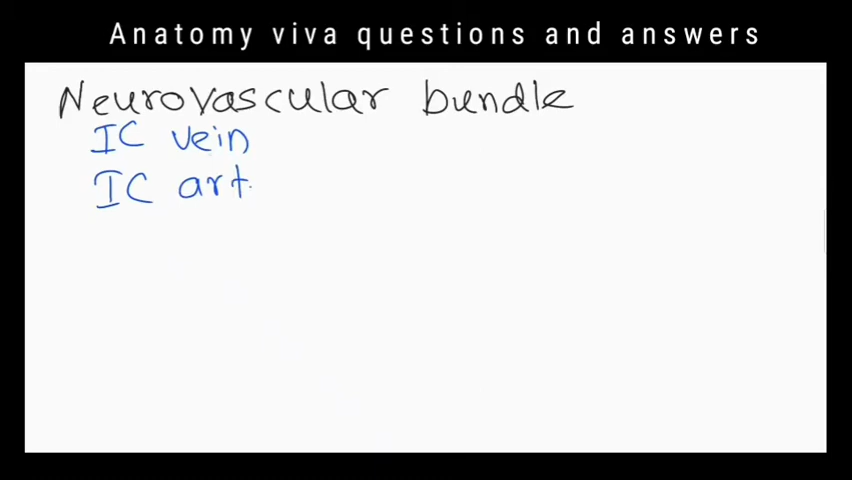 Anatomy viva questions and answers
Neurovascular bundle
IC vein
IC art